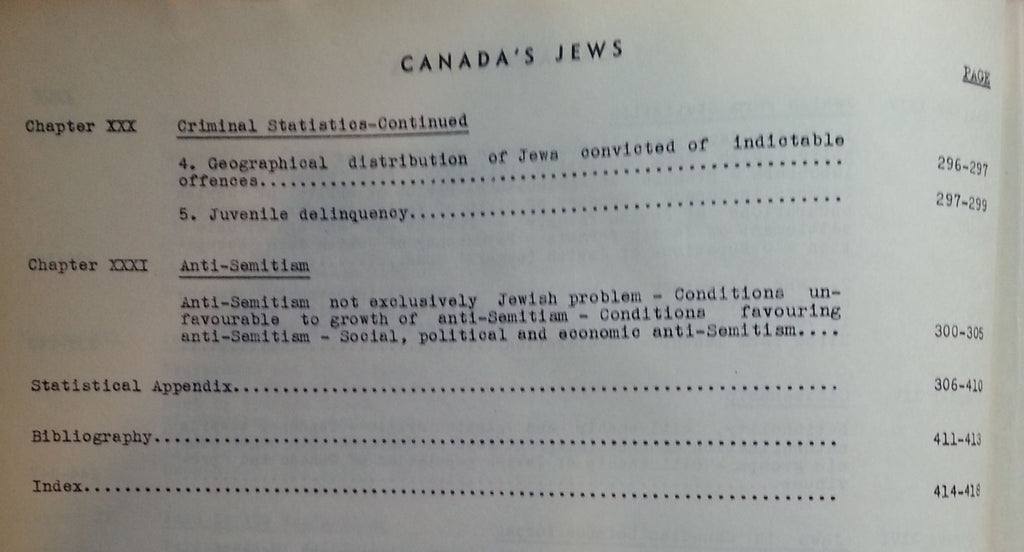 CANADA'S JEWS
PAGE
Chapter XXX Criminal Statistics-Continued
4. Geographical distribution of Jews convicted of indictable
offences........................................................ 296-297
5. Juvenile delinquency........................................ 297-299
Chapter XXXI Anti-Semitism
Anti-Semitism not exclusively Jewish problem - Conditions un-
favourable to growth of anti-Semitism - Conditions favouring
anti-Semitism - Social, political and economic anti-Semitism.... 300-305
Statistical Appendix........................................................ 306-410
Bibliography................................................................ 411-413
Index....................................................................... 414-418